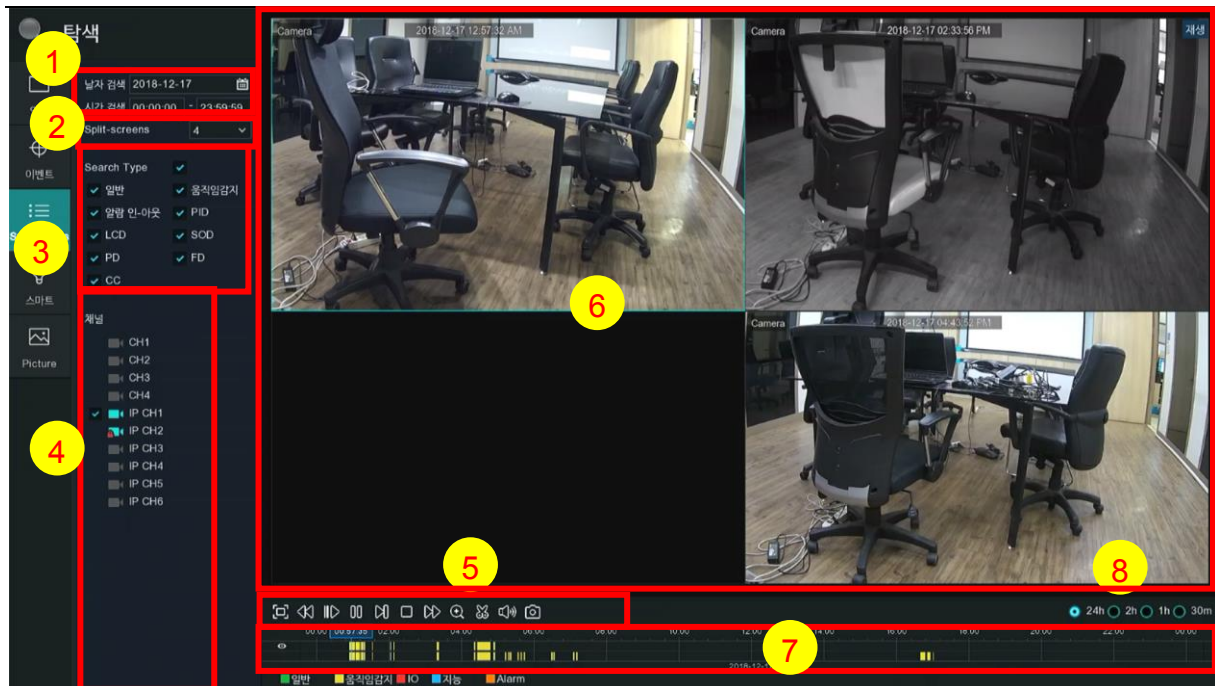 탐색
1
날자 검색 2018-12-17
시간 검색 00:00:00 - 23:59:59
2
Split-screens 4
이벤트
Search Type
일반 움직임감지
알람 인-아웃 PID
LCD SOD
PD FD
CC
3
스마트
Picture
채널
CH1
CH2
CH3
CH4
IP CH1
IP CH2
IP CH3
IP CH4
IP CH5
IP CH6
4
Camera 2018-12-17 12:57:32 AM
Camera 2018-12-17 02:33:56 PM
재생
6
Camera 2018-12-17 04:43:52 PM
5
8
24h 2h 1h 30m
00:00 00:57:35 02:00 04:00 06:00 08:00 10:00 12:00 14:00 16:00 18:00 20:00 22:00 00:00
7
일반 움직임감지 IO 지능 Alarm